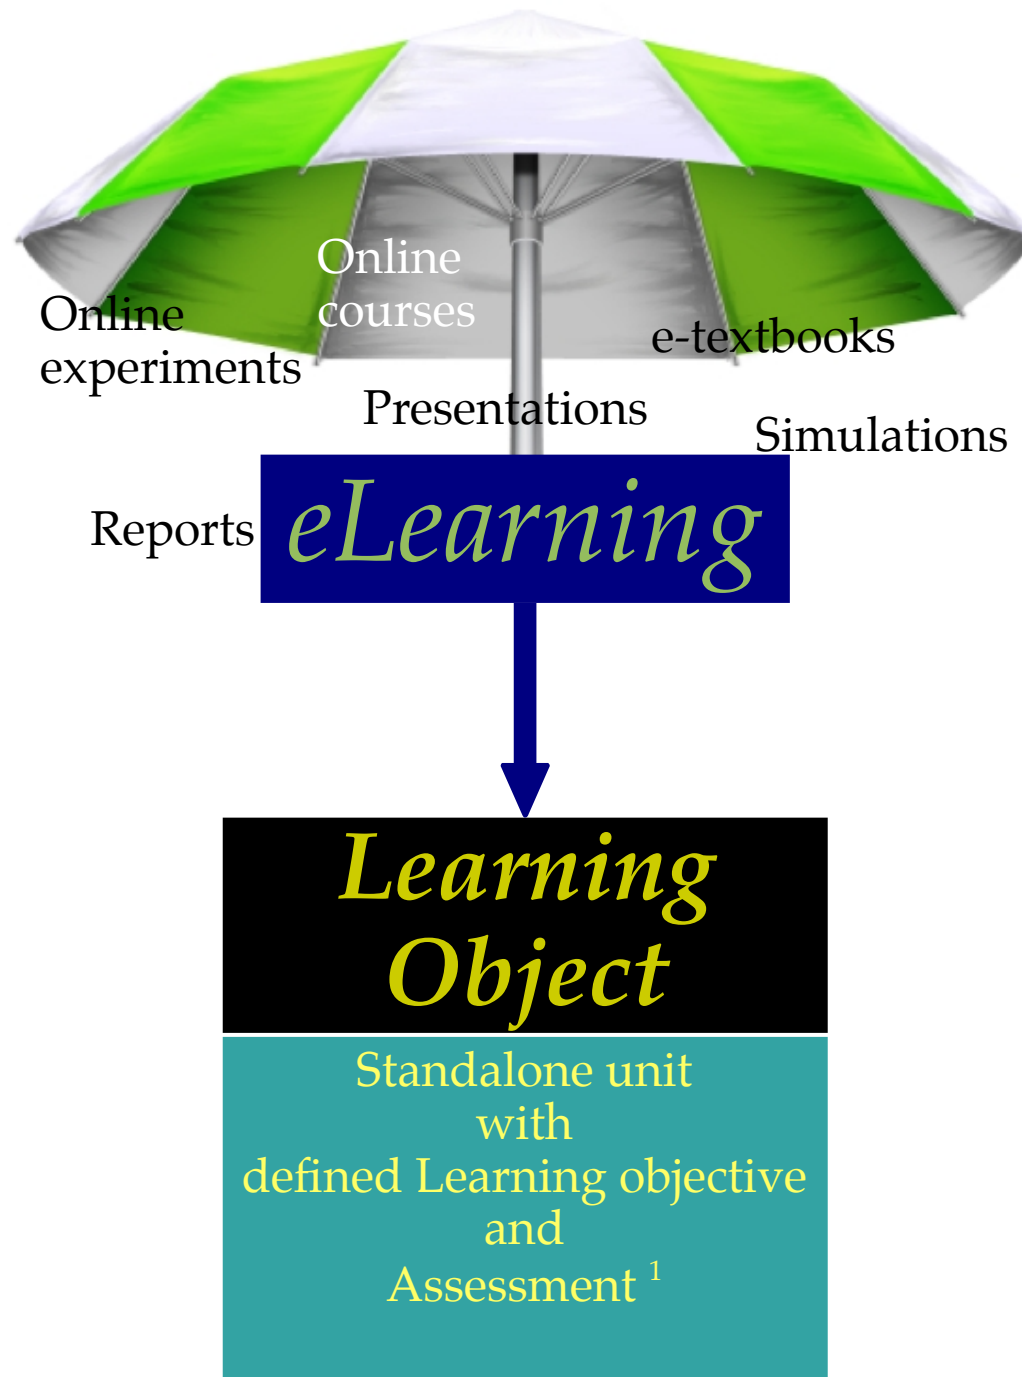 Online
courses
Online
experiments
e-textbooks
Presentations
Simulations
Reports
eLearning
Learning
Object
Standalone unit
with
defined Learning objective
and
Assessment 1